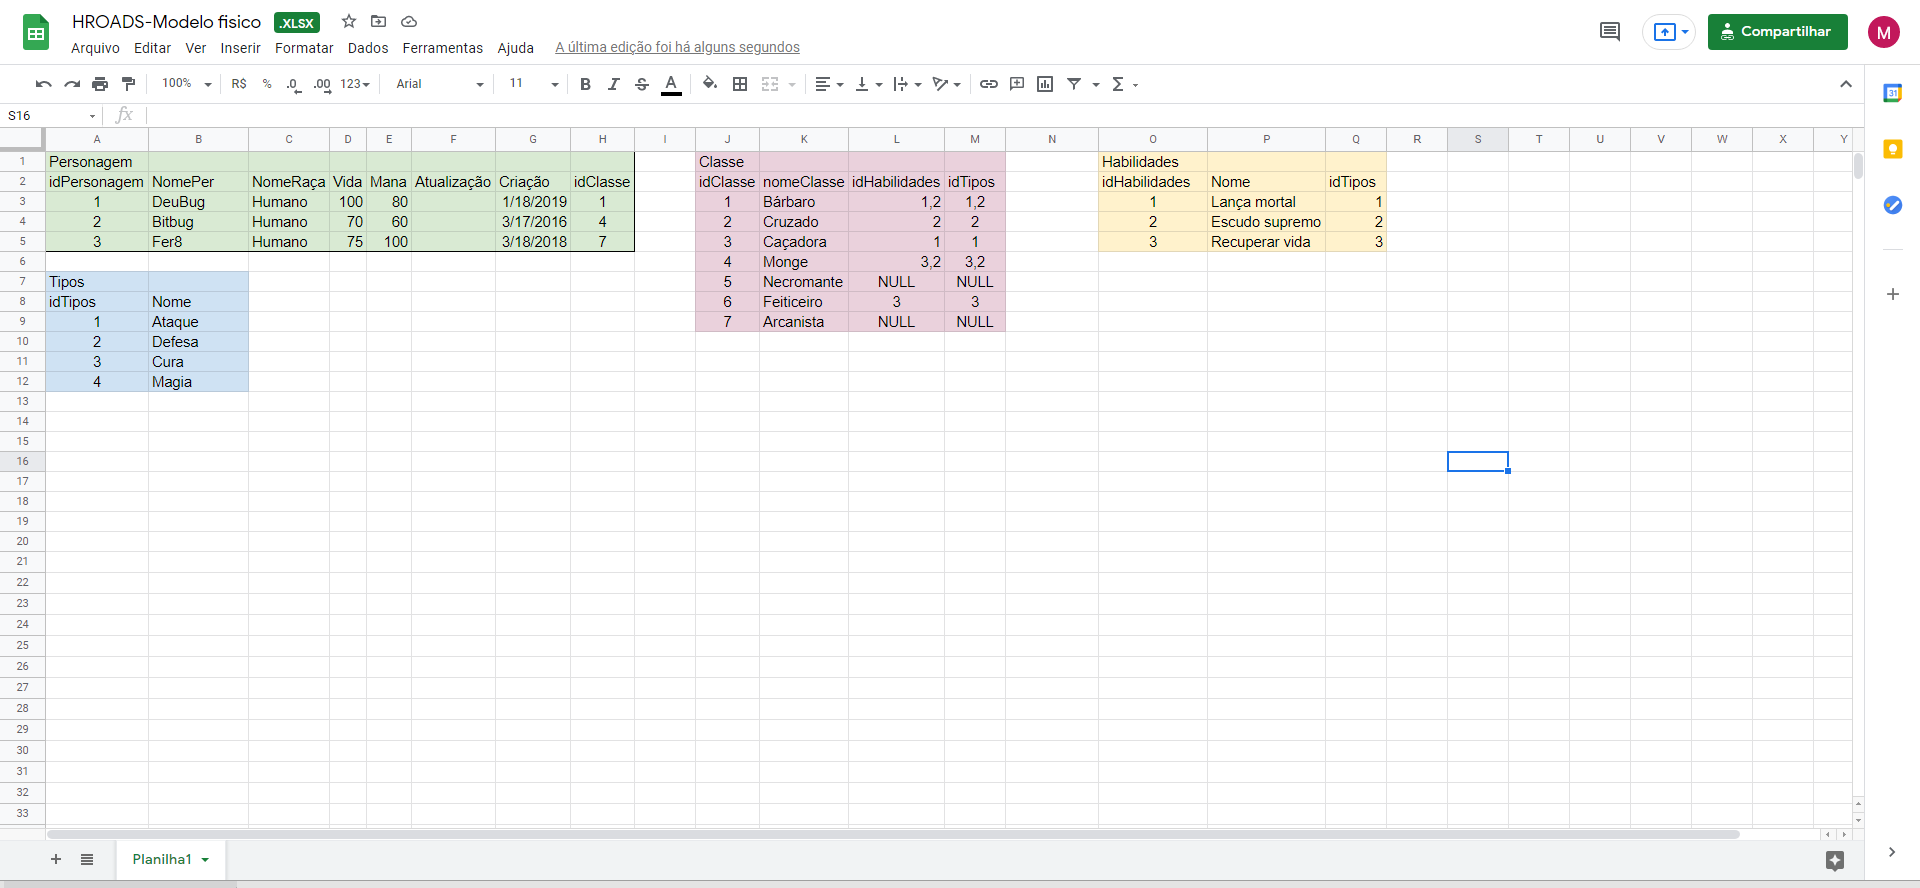 HROADS-Modelo fisico .XLSX
Arquivo Editar Ver Inserir Formatar Dados Ferramentas Ajuda A última edição foi há alguns segundos
Compartilhar
M
100% R$ % .0 .00 123 Arial 11 B I S A Σ
31
S16 fx
A B C D E F G H I J K L M N O P Q R S T U V W X Y
1 Personagem Classe Habilidades
2 idPersonagem NomePer NomeRaça Vida Mana Atualização Criação idClasse idClasse nomeClasse idHabilidades idTipos idHabilidades Nome idTipos
3 1 DeuBug Humano 100 80 1/18/2019 1 1 Bárbaro 1,2 1,2 1 Lança mortal 1
4 2 Bitbug Humano 70 60 3/17/2016 4 2 Cruzado 2 2 2 Escudo supremo 2
5 3 Fer8 Humano 75 100 3/18/2018 7 3 Caçadora 1 1 3 Recuperar vida 3
6 4 Monge 3,2 3,2
7 Tipos 5 Necromante NULL NULL
8 idTipos Nome 6 Feiticeiro 3 3
9 1 Ataque 7 Arcanista NULL NULL
10 2 Defesa
11 3 Cura
12 4 Magia
13
14
15
16
17
18
19
20
21
22
23
24
25
26
27
28
29
30
31
32
33
Planilha1